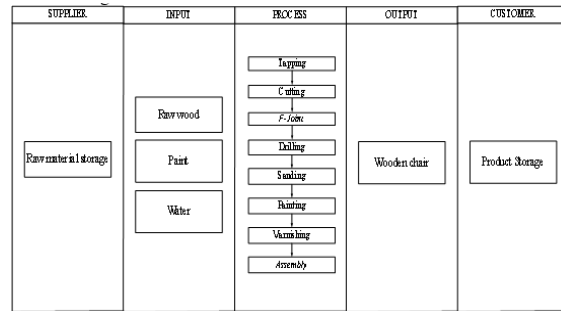 SUPPLIER
INPUT
PROCESS
OUTPUT
CUSTOMER
Raw material storage
Raw wood
Paint
Water
Tapping
Cutting
F-Joint
Drilling
Sanding
Painting
Varnishing
Assembly
Wooden chair
Product Storage